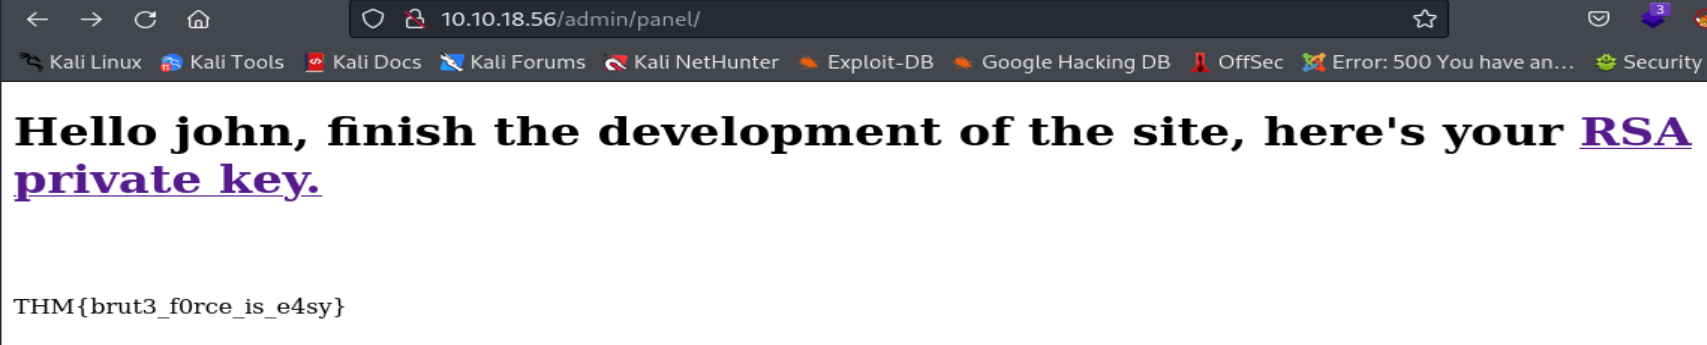 10.10.18.56/admin/panel/
3
Kali Linux Kali Tools Kali Docs Kali Forums Kali NetHunter Exploit-DB Google Hacking DB OffSec Error: 500 You have an... Security
Hello john, finish the development of the site, here's your RSA
private key.
THM{brut3_f0rce_is_e4sy}